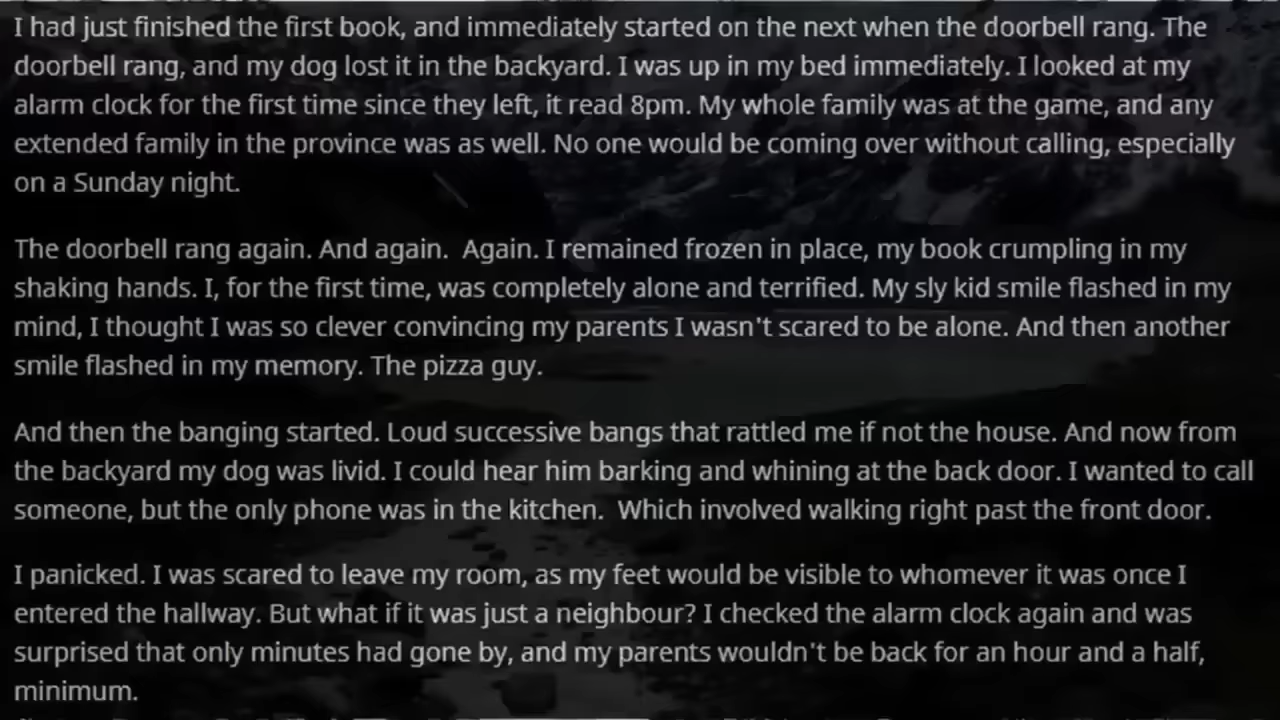 I had just finished the first book, and immediately started on the next when the doorbell rang. The
doorbell rang, and my dog lost it in the backyard. I was up in my bed immediately. I looked at my
alarm clock for the first time since they left, it read 8pm. My whole family was at the game, and any
extended family in the province was as well. No one would be coming over without calling, especially
on a Sunday night.
The doorbell rang again. And again.  Again. I remained frozen in place, my book crumpling in my
shaking hands. I, for the first time, was completely alone and terrified. My sly kid smile flashed in my
mind, I thought I was so clever convincing my parents I wasn't scared to be alone. And then another
smile flashed in my memory. The pizza guy.
And then the banging started. Loud successive bangs that rattled me if not the house. And now from
the backyard my dog was livid. I could hear him barking and whining at the back door. I wanted to call
someone, but the only phone was in the kitchen.  Which involved walking right past the front door.
I panicked. I was scared to leave my room, as my feet would be visible to whomever it was once I
entered the hallway. But what if it was just a neighbour? I checked the alarm clock again and was
surprised that only minutes had gone by, and my parents wouldn't be back for an hour and a half,
minimum.